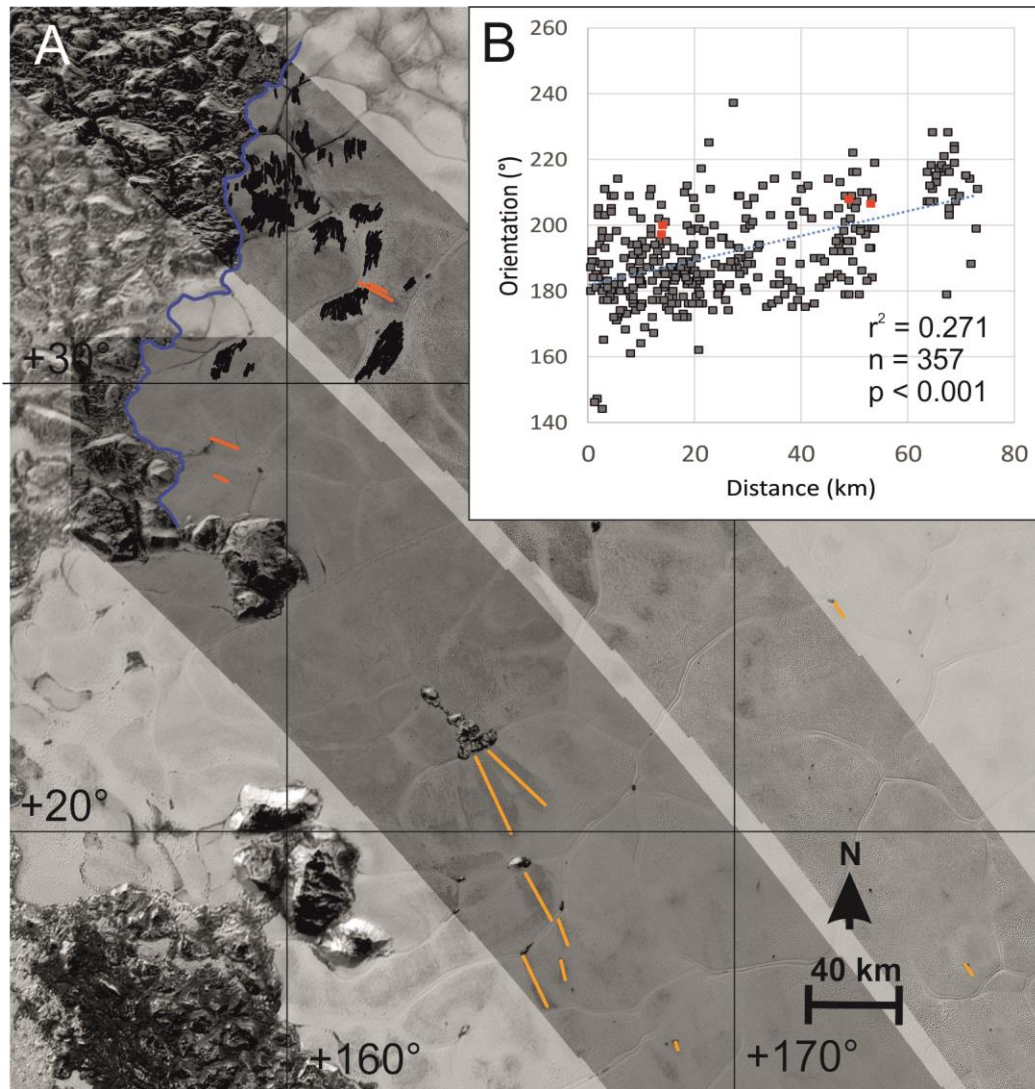 A
B
260
240
220
200
180
160
140
0
20
40
60
80
Orientation (°)
Distance (km)
r² = 0.271
n = 357
p < 0.001
+30°
+20°
N
40 km
+160°
+170°